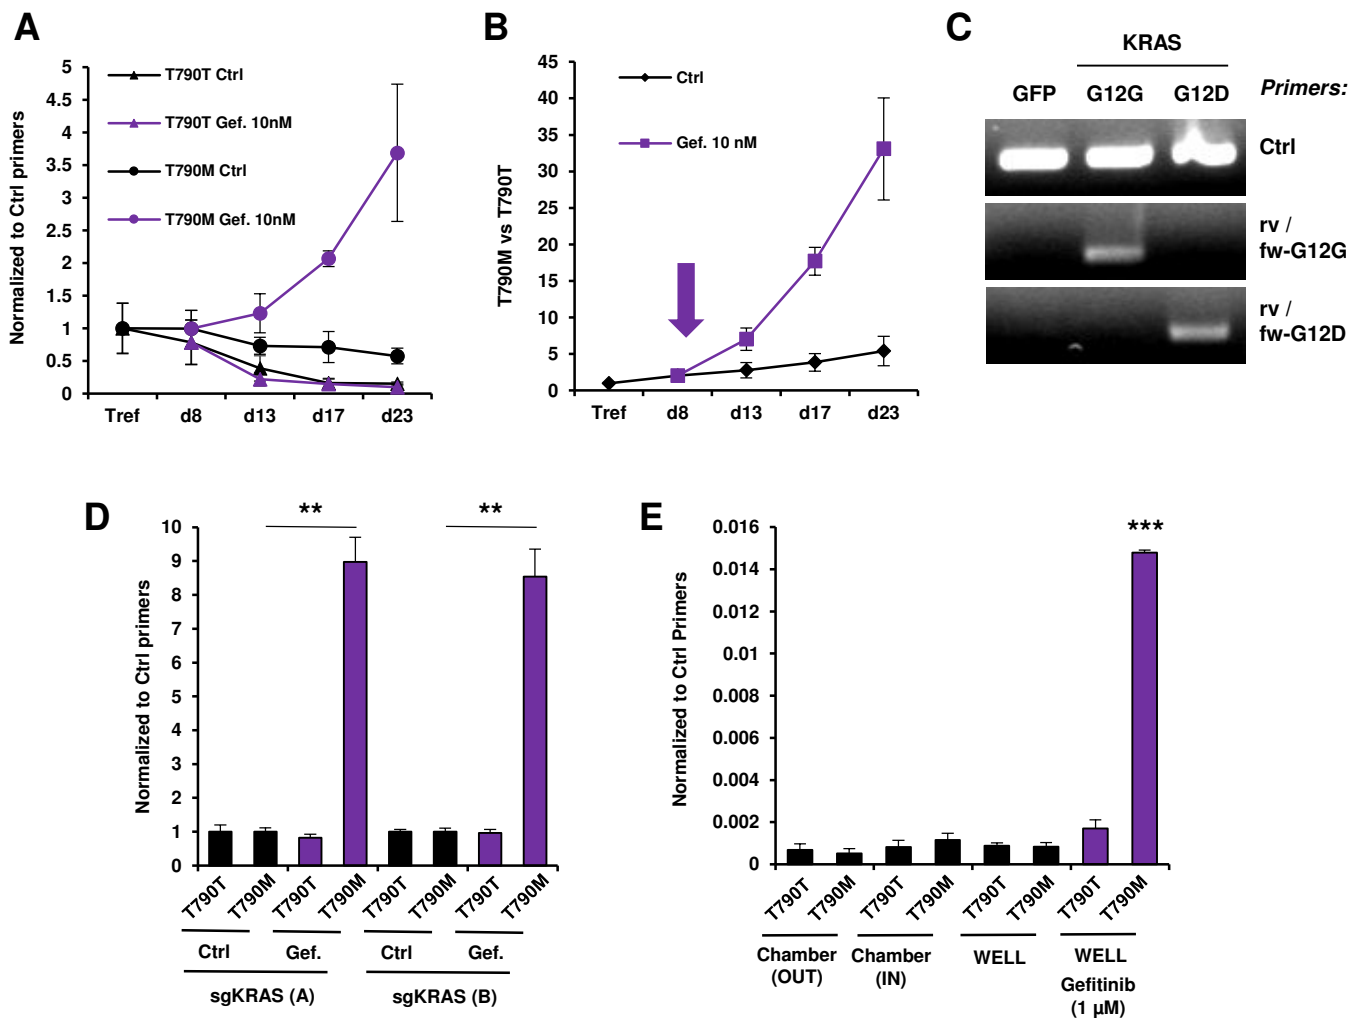 A
Normalized to Ctrl primers
5
4.5
4
3.5
3
2.5
2
1.5
1
0.5
0
T790T Ctrl
T790T Gef. 10nM
T790M Ctrl
T790M Gef. 10nM
Tref d8 d13 d17 d23
B
T790M vs T790T
45
40
35
30
25
20
15
10
5
0
Ctrl
Gef. 10 nM
Tref d8 d13 d17 d23
C
KRAS
GFP G12G G12D Primers:
Ctrl
rv /
fw-G12G
rv /
fw-G12D
D
Normalized to Ctrl primers
10
9
8
7
6
5
4
3
2
1
0
** **
T790T T790M T790T T790M T790T T790M T790T T790M
Ctrl Gef. Ctrl Gef.
sgKRAS (A) sgKRAS (B)
E
Normalized to Ctrl Primers
0.016
0.014
0.012
0.01
0.008
0.006
0.004
0.002
0
***
T790T T790M T790T T790M T790T T790M T790T T790M
Chamber
(OUT)
Chamber
(IN)
WELL
WELL
Gefitinib
(1 µM)